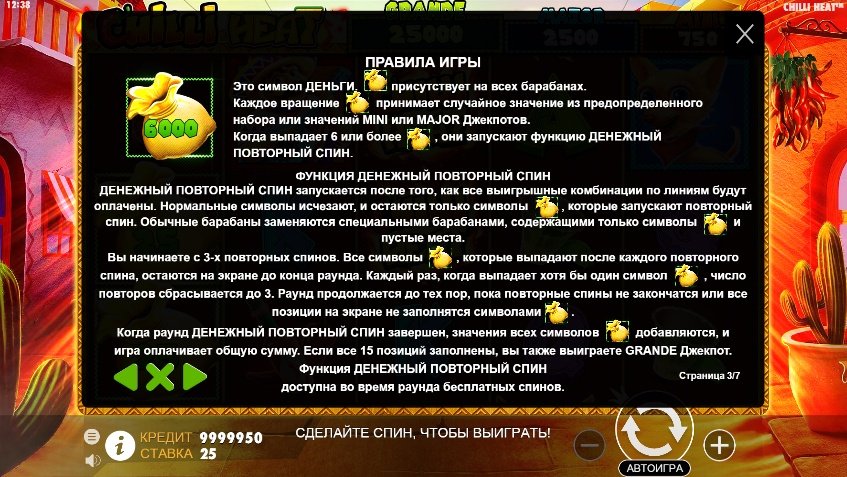 12:38
CHILLI HEAT™
CHILLI HEAT
GRANDE
25000
MAJOR
2500
750
ПРАВИЛА ИГРЫ
6000
Это символ ДЕНЬГИ. присутствует на всех барабанах.
Каждое вращение принимает случайное значение из предопределенного
набора или значений MINI или MAJOR Джекпотов.
Когда выпадает 6 или более , они запускают функцию ДЕНЕЖНЫЙ
ПОВТОРНЫЙ СПИН.
ФУНКЦИЯ ДЕНЕЖНЫЙ ПОВТОРНЫЙ СПИН
ДЕНЕЖНЫЙ ПОВТОРНЫЙ СПИН запускается после того, как все выигрышные комбинации по линиям будут
оплачены. Нормальные символы исчезают, и остаются только символы , которые запускают повторный
спин. Обычные барабаны заменяются специальными барабанами, содержащими только символы и
пустые места.
Вы начинаете с 3-х повторных спинов. Все символы , которые выпадают после каждого повторного
спина, остаются на экране до конца раунда. Каждый раз, когда выпадает хотя бы один символ , число
повторов сбрасывается до 3. Раунд продолжается до тех пор, пока повторные спины не закончатся или все
позиции на экране не заполнятся символами .
Когда раунд ДЕНЕЖНЫЙ ПОВТОРНЫЙ СПИН завершен, значения всех символов добавляются, и
игра оплачивает общую сумму. Если все 15 позиций заполнены, вы также выиграете GRANDE Джекпот.
Функция ДЕНЕЖНЫЙ ПОВТОРНЫЙ СПИН
доступна во время раунда бесплатных спинов.
Страница 3/7
КРЕДИТ 9999950
СТАВКА 25
СДЕЛАЙТЕ СПИН, ЧТОБЫ ВЫИГРАТЬ!
АВТОИГРА